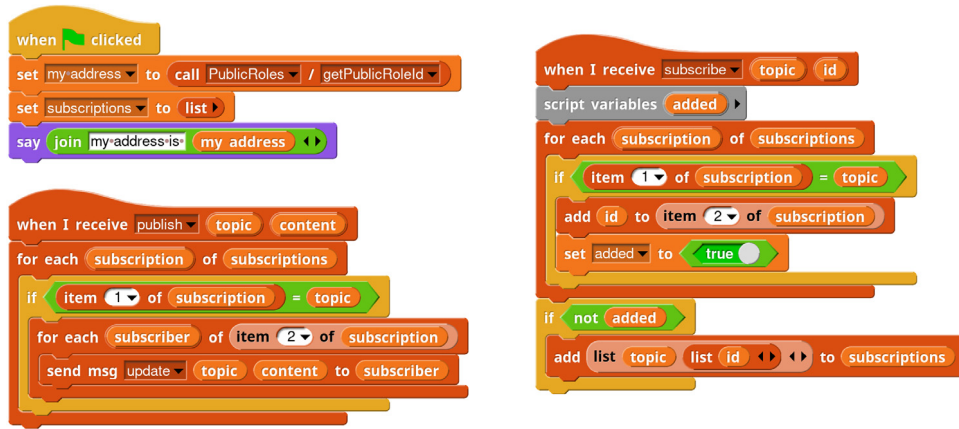 when clicked
set my address to call PublicRoles / getPublicRoleId
set subscriptions to list
say join my address is my address
when I receive publish topic content
for each subscription of subscriptions
if item 1 of subscription = topic
for each subscriber of item 2 of subscription
send msg update topic content to subscriber
when I receive subscribe topic id
script variables added
for each subscription of subscriptions
if item 1 of subscription = topic
add id to item 2 of subscription
set added to true
if not added
add list topic list id to subscriptions